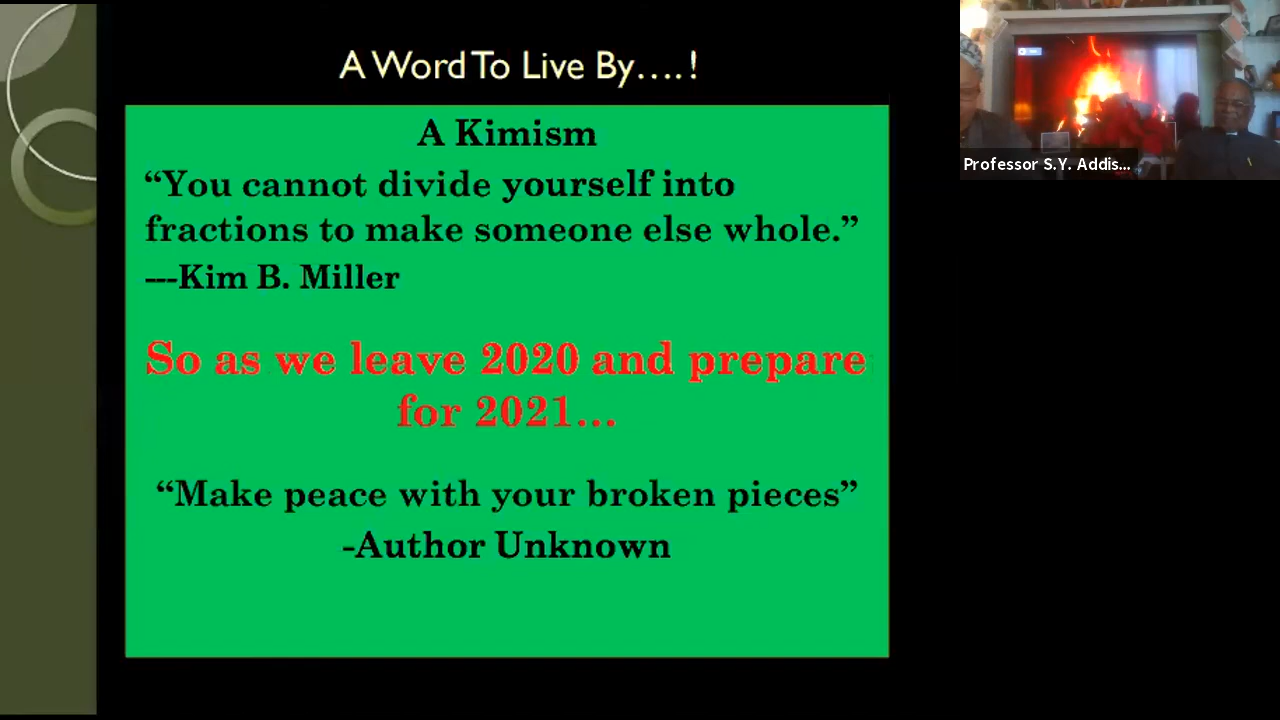 A Word To Live By....!
A Kimism
“You cannot divide yourself into
fractions to make someone else whole.”
---Kim B. Miller
So as we leave 2020 and prepare
for 2021...
“Make peace with your broken pieces”
-Author Unknown
Professor S.Y. Addis...